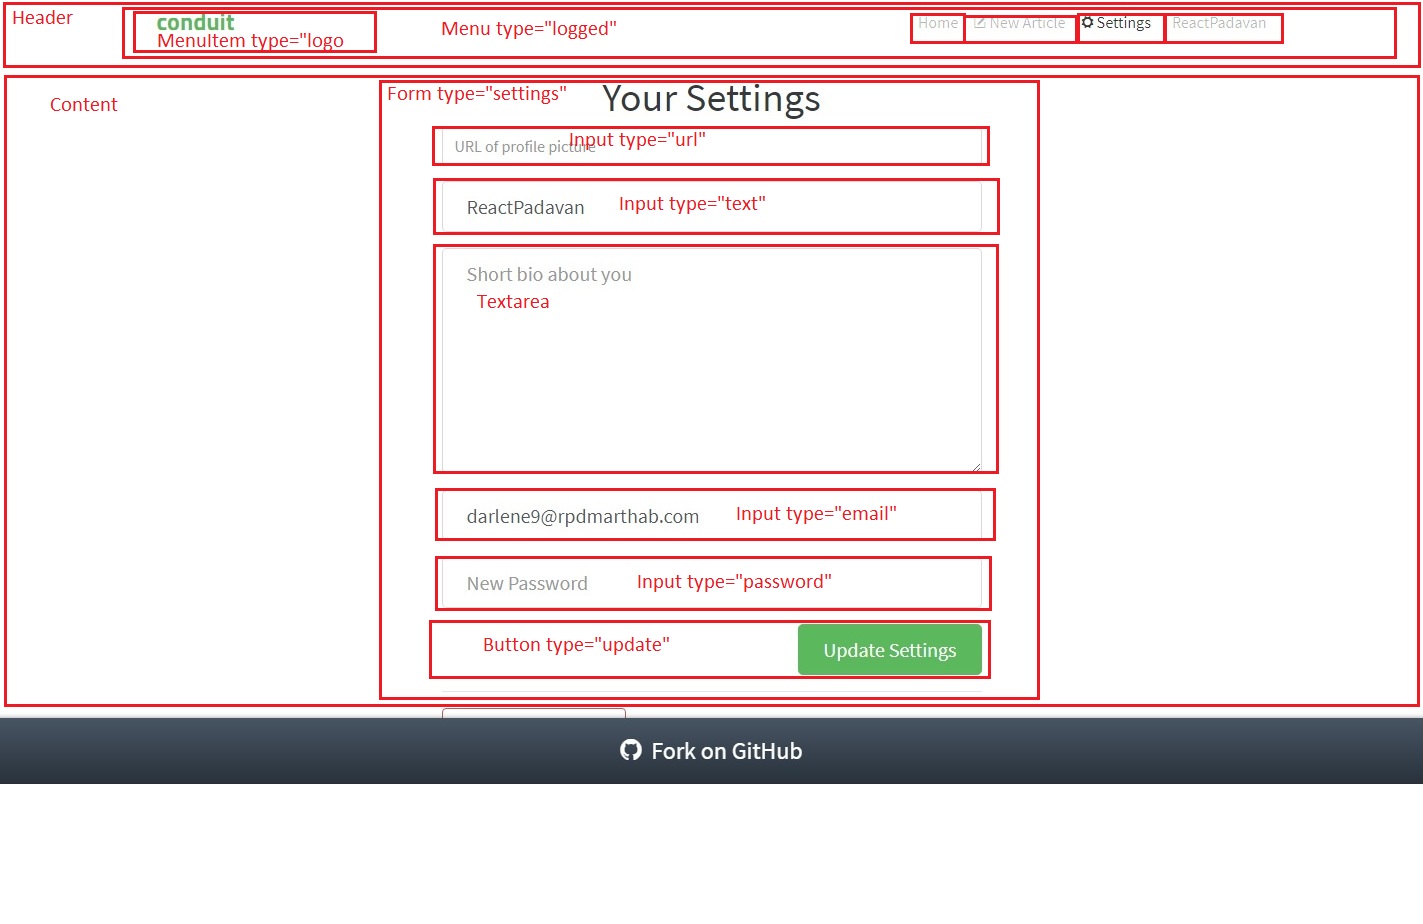 Header
conduit
MenuItem type="logo
Menu type="logged"
Home
New Article
Settings
ReactPadavan
Content
Form type="settings"
Your Settings
Input type="url"
URL of profile picture
ReactPadavan
Input type="text"
Short bio about you
Textarea
darlene9@rpdmarthab.com
Input type="email"
New Password
Input type="password"
Button type="update"
Update Settings
Fork on GitHub